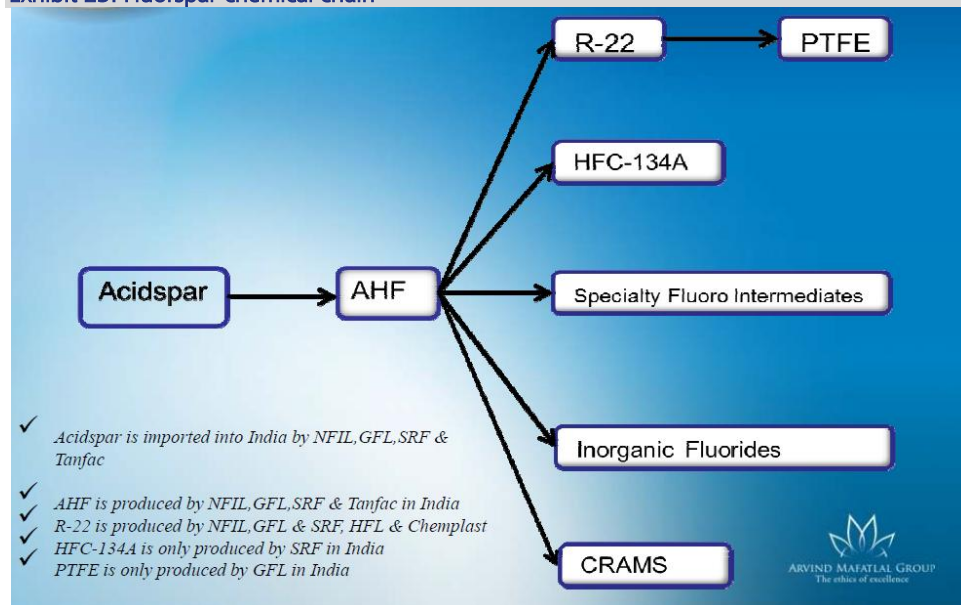 R-22
PTFE
HFC-134A
Acidspar
AHF
Specialty Fluoro Intermediates
Inorganic Fluorides
CRAMS
✓ Acidspar is imported into India by NFIL,GFL,SRF &
Tanfac
✓ AHF is produced by NFIL,GFL,SRF & Tanfac in India
✓ R-22 is produced by NFIL,GFL & SRF, HFL & Chemplast
✓ HFC-134A is only produced by SRF in India
✓ PTFE is only produced by GFL in India
ARVIND MAFATLAL GROUP
The ethics of excellence